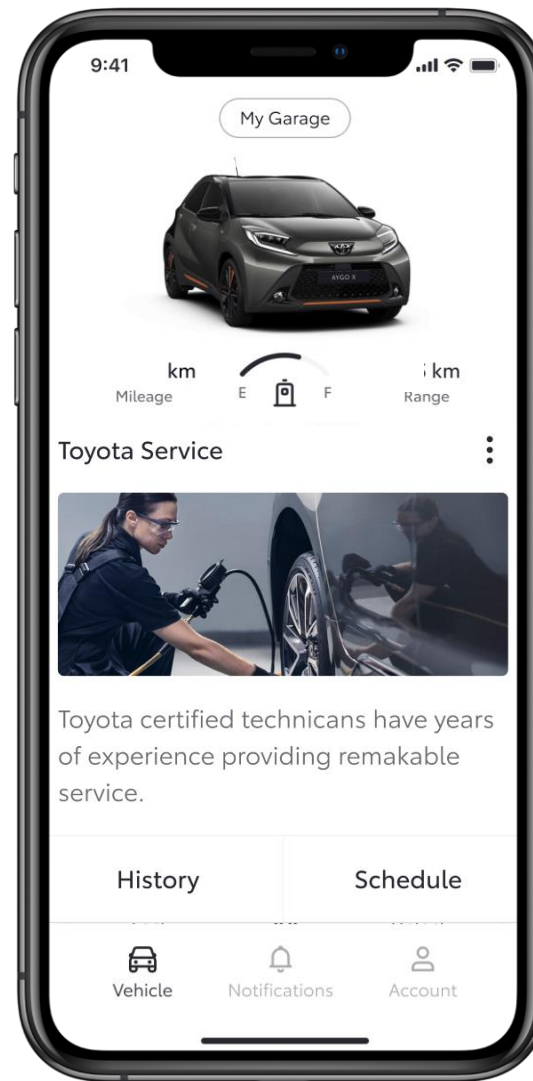 9:41
My Garage
AYGO X
km
km
Mileage
E
F
Range
Toyota Service
Toyota certified technicans have years
of experience providing remakable
service.
History
Schedule
Vehicle
Notifications
Account